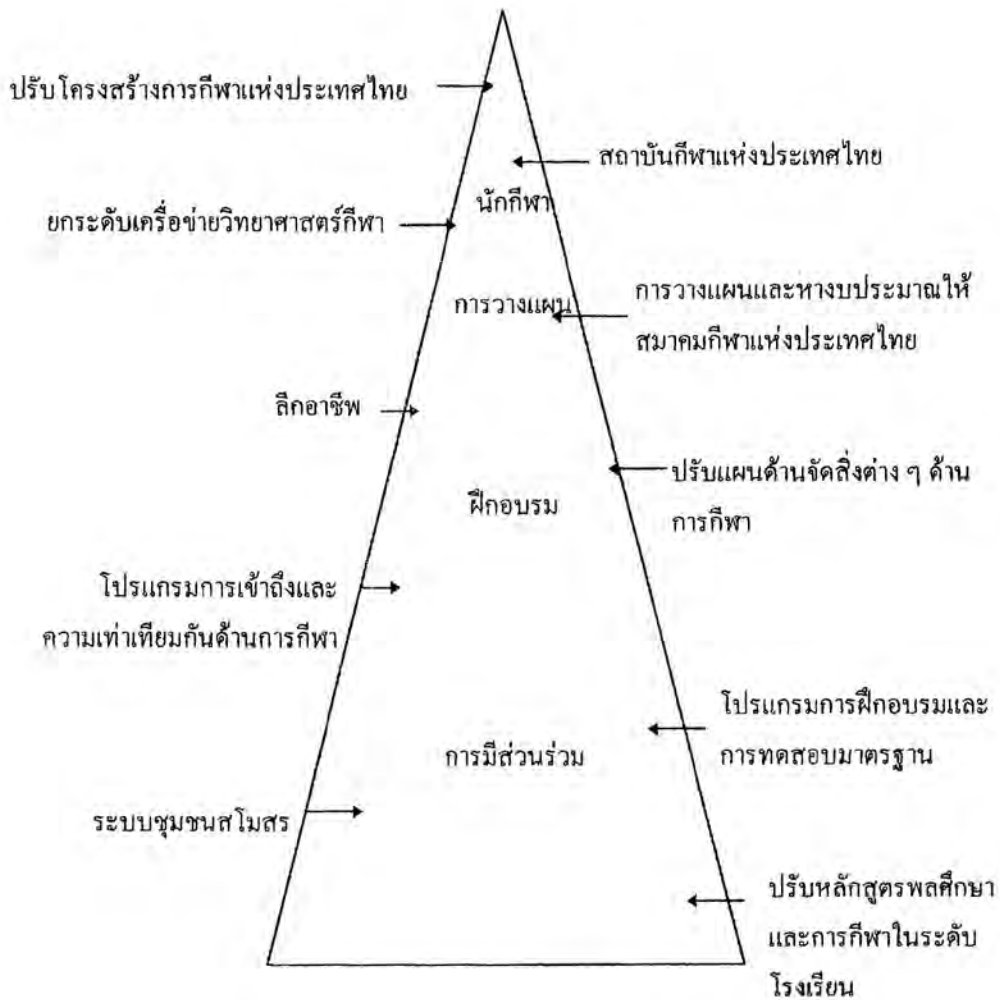 ปรับโครงสร้างการกีฬาแห่งประเทศไทย
สถาบันกีฬาแห่งประเทศไทย
นักกีฬา
ยกระดับเครื่อข่ายวิทยาศาสตร์กีฬา
การวางแผน
การวางแผนและหางบประมาณให้
สมาคมกีฬาแห่งประเทศไทย
ลีกอาชีพ
ปรับแผนด้านจัดสิ่งต่าง ๆ ด้าน
การกีฬา
ฝึกอบรม
โปรแกรมการเข้าถึงและ
ความเท่าเทียมกันด้านการกีฬา
โปรแกรมการฝึกอบรมและ
การทดสอบมาตรฐาน
การมีส่วนร่วม
ระบบชุมชนสโมสร
ปรับหลักสูตรพลศึกษา
และการกีฬาในระดับ
โรงเรียน